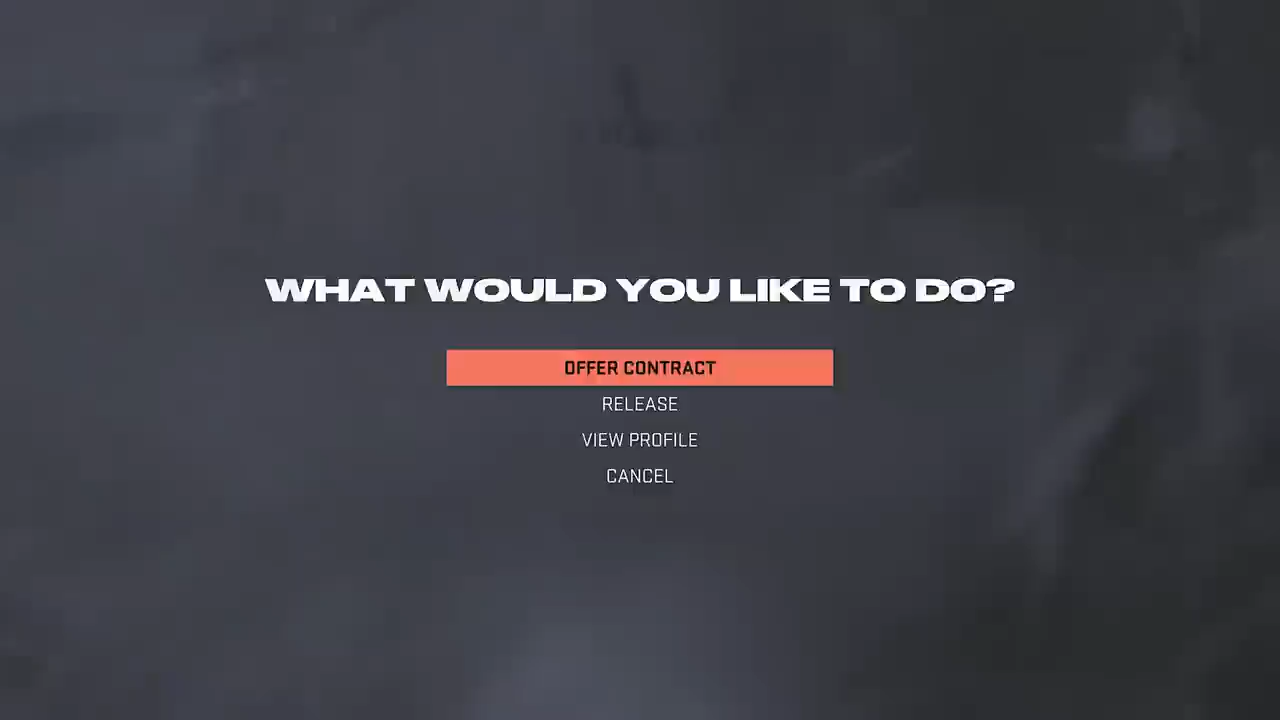 WHAT WOULD YOU LIKE TO DO?
OFFER CONTRACT
RELEASE
VIEW PROFILE
CANCEL